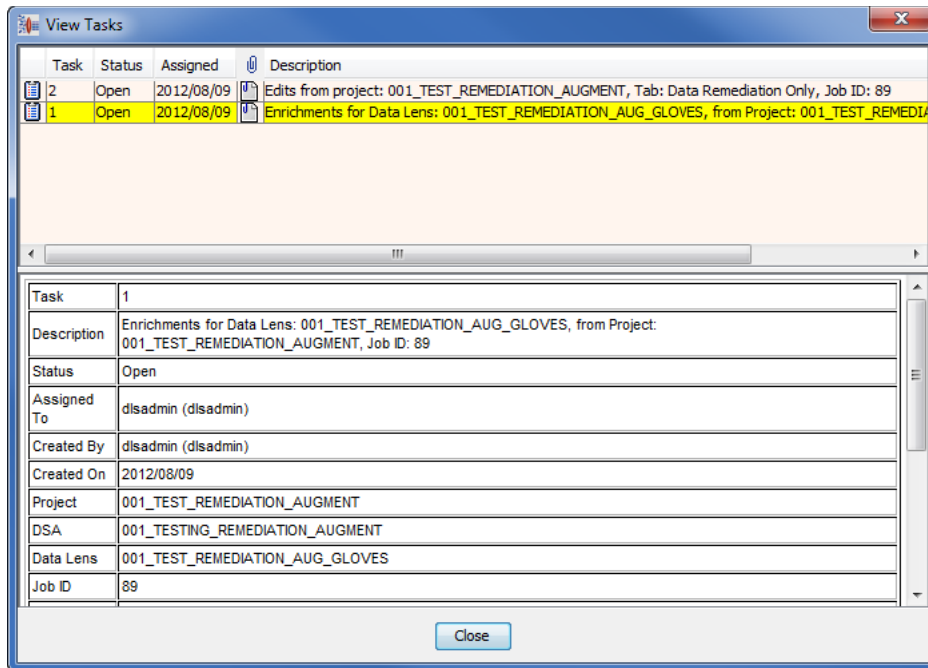 View Tasks
Task Status Assigned Description
2 Open 2012/08/09 Edits from project: 001_TEST_REMEDIATION_AUGMENT, Tab: Data Remediation Only, Job ID: 89
1 Open 2012/08/09 Enrichments for Data Lens: 001_TEST_REMEDIATION_AUG_GLOVES, from Project: 001_TEST_REMEDIA
Task 1
Description Enrichments for Data Lens: 001_TEST_REMEDIATION_AUG_GLOVES, from Project:
001_TEST_REMEDIATION_AUGMENT, Job ID: 89
Status Open
Assigned
To dlsadmin (dlsadmin)
Created By dlsadmin (dlsadmin)
Created On 2012/08/09
Project 001_TEST_REMEDIATION_AUGMENT
DSA 001_TESTING_REMEDIATION_AUGMENT
Data Lens 001_TEST_REMEDIATION_AUG_GLOVES
Job ID 89
Close